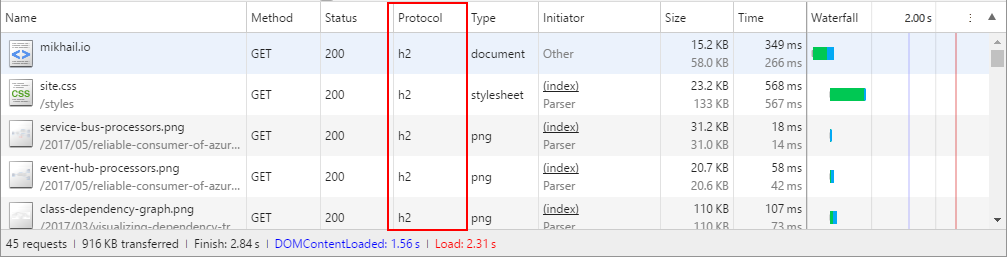 Name Method Status Protocol Type Initiator Size Time Waterfall 2.00 s
mikhail.io GET 200 h2 document Other 15.2 KB 349 ms
58.0 KB 266 ms
site.css GET 200 h2 stylesheet (index) 23.2 KB 568 ms
/styles Parser 133 KB 567 ms
service-bus-processors.png GET 200 h2 png (index) 31.2 KB 18 ms
/2017/05/reliable-consumer-of-azur... Parser 31.0 KB 14 ms
event-hub-processors.png GET 200 h2 png (index) 20.7 KB 58 ms
/2017/05/reliable-consumer-of-azur... Parser 20.6 KB 42 ms
class-dependency-graph.png GET 200 h2 png (index) 110 KB 107 ms
/2017/03/visualizing-dependency-tr... Parser 110 KB 73 ms
45 requests | 916 KB transferred | Finish: 2.84 s | DOMContentLoaded: 1.56 s | Load: 2.31 s